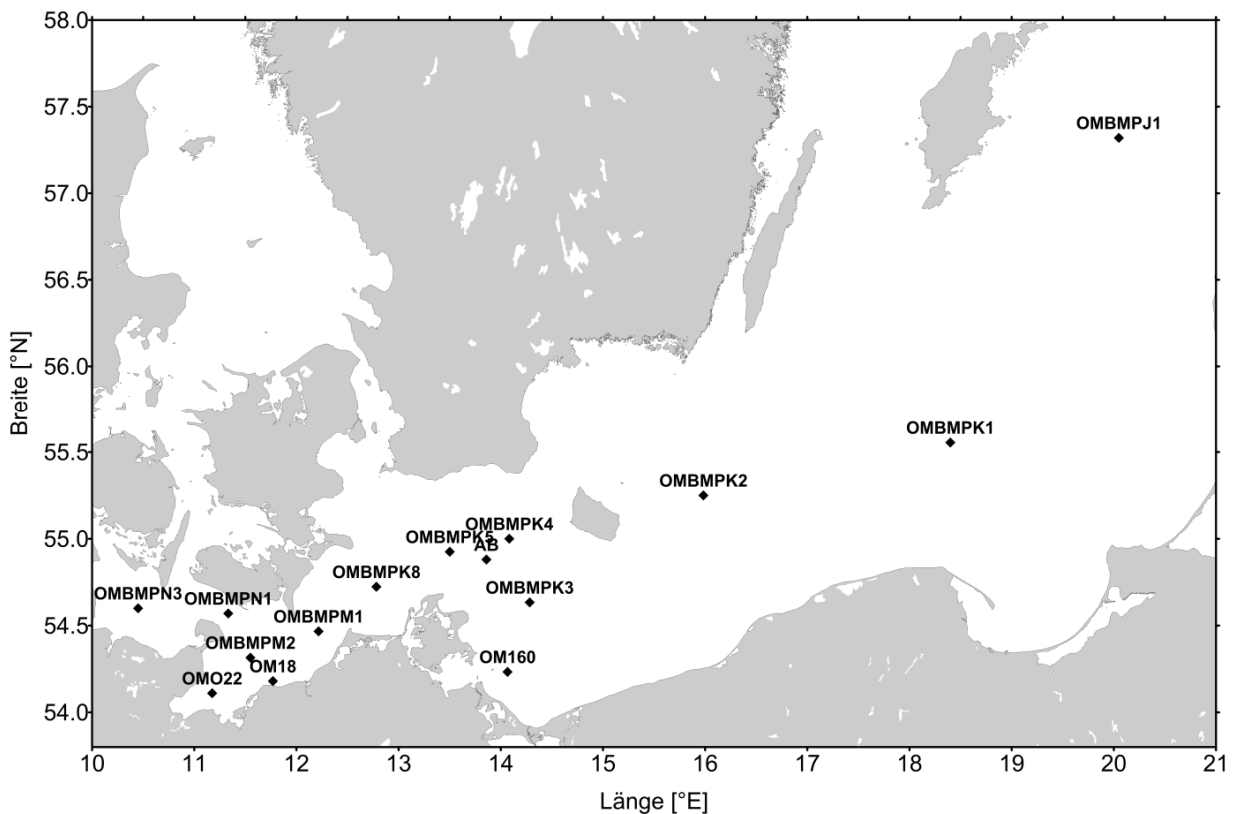 58.0
57.5
57.0
56.5
56.0
55.5
55.0
54.5
54.0
Breite [°N]
OMBMPJ1
OMBMPK1
OMBMPK2
OMBMPK4
OMBMPK5
AB
OMBMPK8
OMBMPK3
OMBMPN3
OMBMPN1
OMBMPM1
OMBMPM2
OM18
OM160
OMO22
10 11 12 13 14 15 16 17 18 19 20 21
Länge [°E]